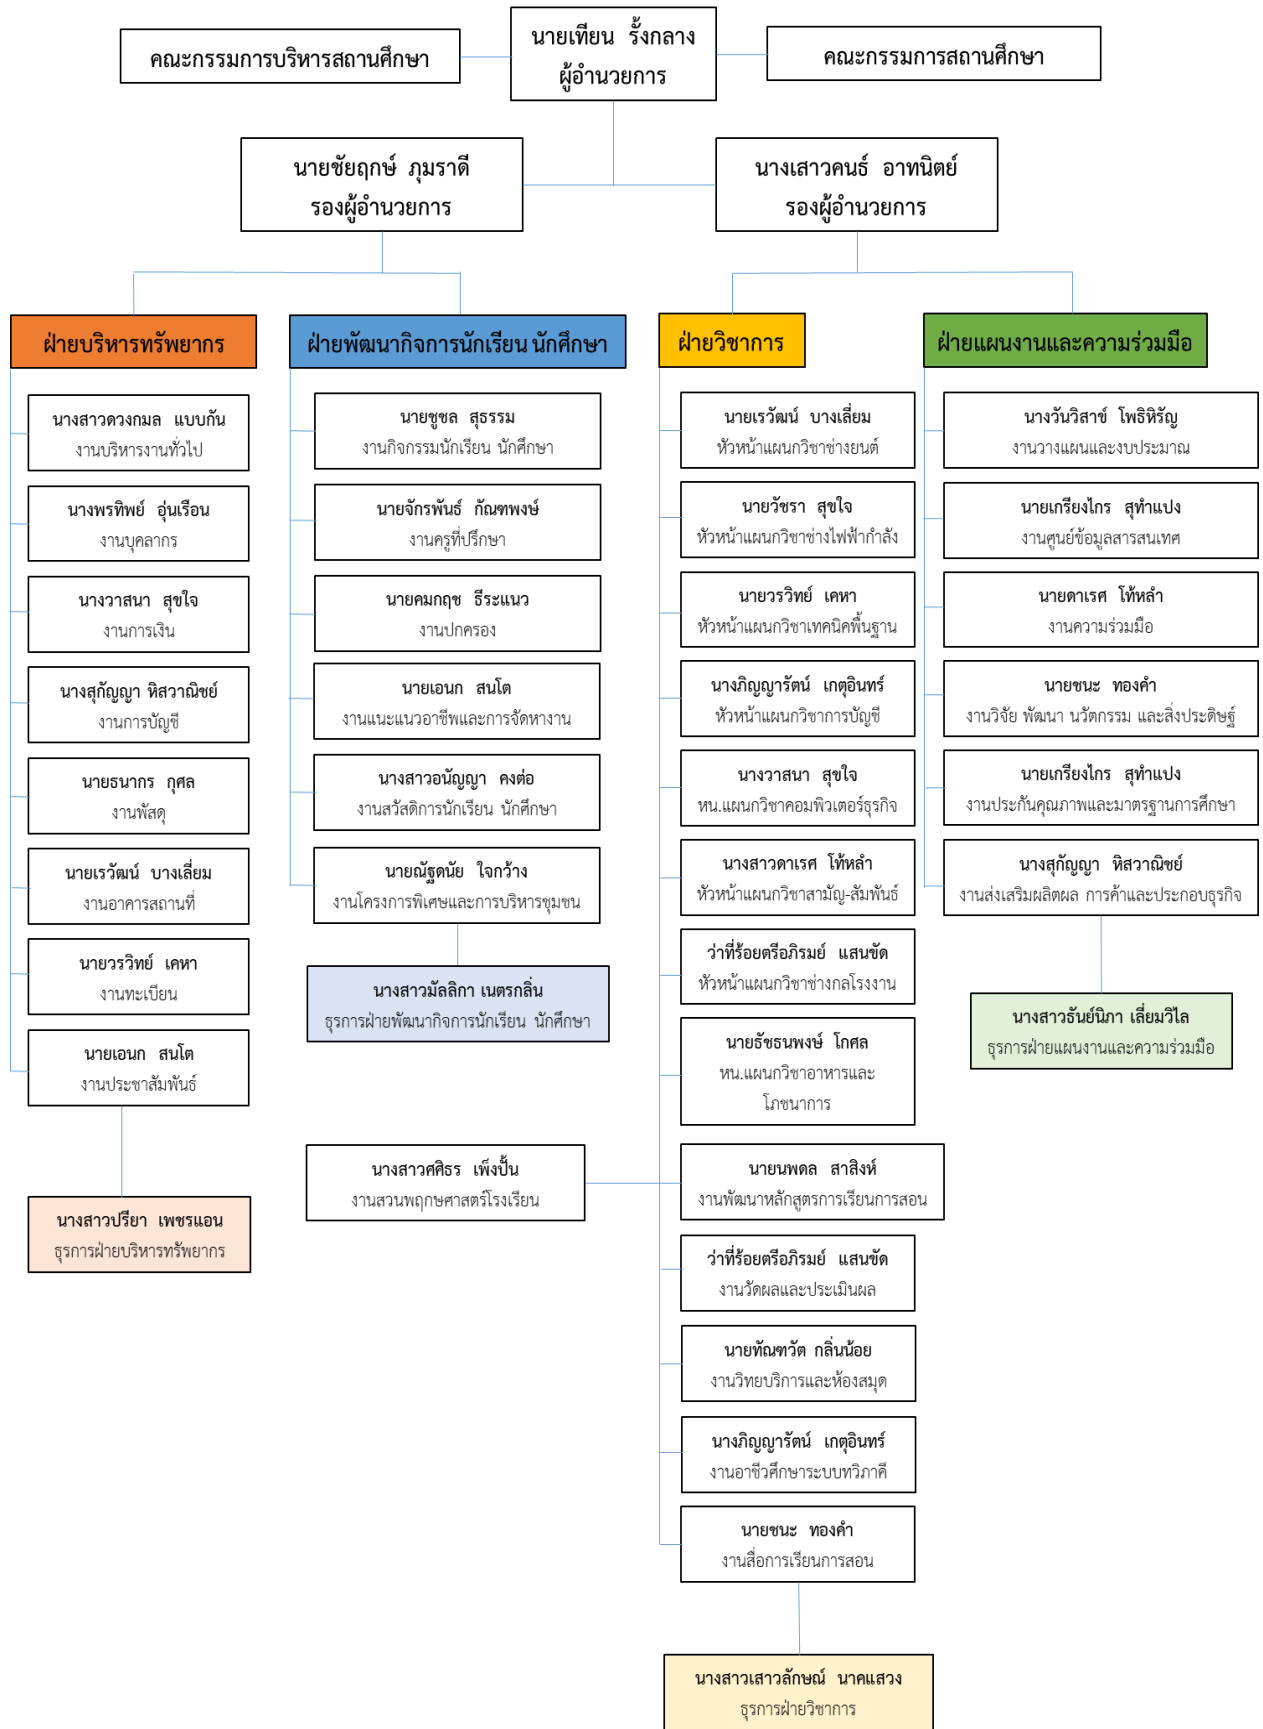 นายเทียน รั้งกลาง
ผู้อำนวยการ
คณะกรรมการบริหารสถานศึกษา
คณะกรรมการสถานศึกษา
นายชัยฤกษ์ ภุมราดี
รองผู้อำนวยการ
นางเสาวคนธ์ อาทนิตย์
รองผู้อำนวยการ
ฝ่ายบริหารทรัพยากร
นางสาวดวงกมล แบบกัน
งานบริหารงานทั่วไป
นางพรทิพย์ อุ่นเรือน
งานบุคลากร
นางวาสนา สุขใจ
งานการเงิน
นางสุกัญญา หิสวาณิชย์
งานการบัญชี
นายธนากร กุศล
งานพัสดุ
นายเรวัฒน์ บางเลี่ยม
งานอาคารสถานที่
นายวรวิทย์ เคหา
งานทะเบียน
นายเอนก สนโต
งานประชาสัมพันธ์
นางสาวปรียา เพชรแอน
ธุรการฝ่ายบริหารทรัพยากร
ฝ่ายพัฒนากิจการนักเรียน นักศึกษา
นายชูชล สุธรรม
งานกิจกรรมนักเรียน นักศึกษา
นายจักรพันธ์ กัณฑพงษ์
งานครูที่ปรึกษา
นายคมกฤช ธีระแนว
งานปกครอง
นายเอนก สนโต
งานแนะแนวอาชีพและการจัดหางาน
นางสาวอนัญญา คงต่อ
งานสวัสดิการนักเรียน นักศึกษา
นายณัฐดนัย ใจกว้าง
งานโครงการพิเศษและการบริหารชุมชน
นางสาวมัลลิกา เนตรกลิ่น
ธุรการฝ่ายพัฒนากิจการนักเรียน นักศึกษา
ฝ่ายวิชาการ
นายเรวัฒน์ บางเลี่ยม
หัวหน้าแผนกวิชาช่างยนต์
นายวัชรา สุขใจ
หัวหน้าแผนกวิชาช่างไฟฟ้ากำลัง
นายวรวิทย์ เคหา
หัวหน้าแผนกวิชาเทคนิคพื้นฐาน
นางภิญญารัตน์ เกตุอินทร์
หัวหน้าแผนกวิชาการบัญชี
นางวาสนา สุขใจ
หน.แผนกวิชาคอมพิวเตอร์ธุรกิจ
นางสาวดาเรศ โท้หลำ
หัวหน้าแผนกวิชาสามัญ-สัมพันธ์
ว่าที่ร้อยตรีอภิรมย์ แสนขัด
หัวหน้าแผนกวิชาช่างกลโรงงาน
นายธัชธนพงษ์ โกศล
หน.แผนกวิชาอาหารและ
โภชนาการ
นางสาวศศิธร เพ็งปั้น
งานสวนพฤกษศาสตร์โรงเรียน
นายนพดล สาสิงห์
งานพัฒนาหลักสูตรการเรียนการสอน
ว่าที่ร้อยตรีอภิรมย์ แสนขัด
งานวัดผลและประเมินผล
นายทัณฑวัต กลิ่นน้อย
งานวิทยบริการและห้องสมุด
นางภิญญารัตน์ เกตุอินทร์
งานอาชีวศึกษาระบบทวิภาคี
นายชนะ ทองคำ
งานสื่อการเรียนการสอน
นางสาวเสาวลักษณ์ นาคแสวง
ธุรการฝ่ายวิชาการ
ฝ่ายแผนงานและความร่วมมือ
นางวันวิสาข์ โพธิหิรัญ
งานวางแผนและงบประมาณ
นายเกรียงไกร สุทำแปง
งานศูนย์ข้อมูลสารสนเทศ
นายดาเรศ โท้หลำ
งานความร่วมมือ
นายชนะ ทองคำ
งานวิจัย พัฒนา นวัตกรรม และสิ่งประดิษฐ์
นายเกรียงไกร สุทำแปง
งานประกันคุณภาพและมาตรฐานการศึกษา
นางสุกัญญา หิสวาณิชย์
งานส่งเสริมผลิตผล การค้าและประกอบธุรกิจ
นางสาวธันย์นิภา เลี่ยมวิไล
ธุรการฝ่ายแผนงานและความร่วมมือ